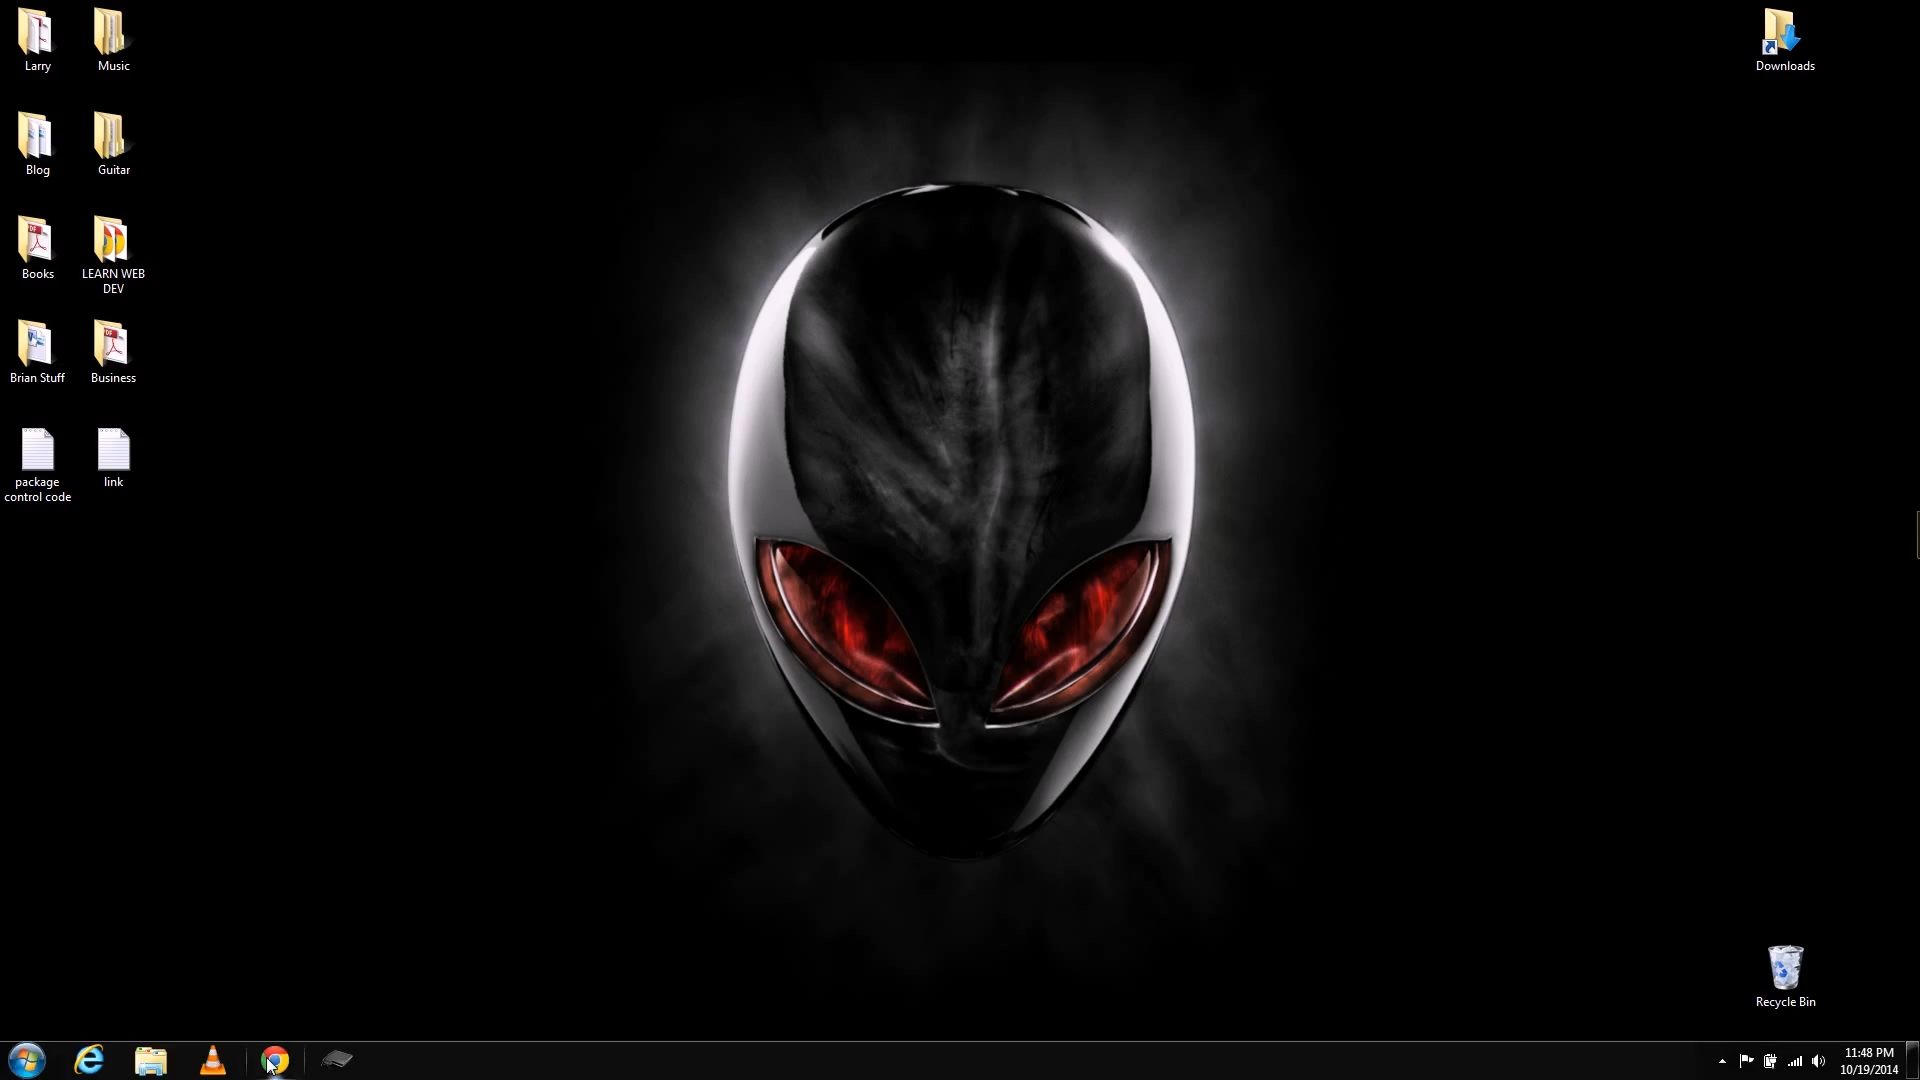 Larry
Music
Downloads
Blog
Guitar
Books
LEARN WEB
DEV
Brian Stuff
Business
package
control code
link
Recycle Bin
11:48 PM
10/19/2014